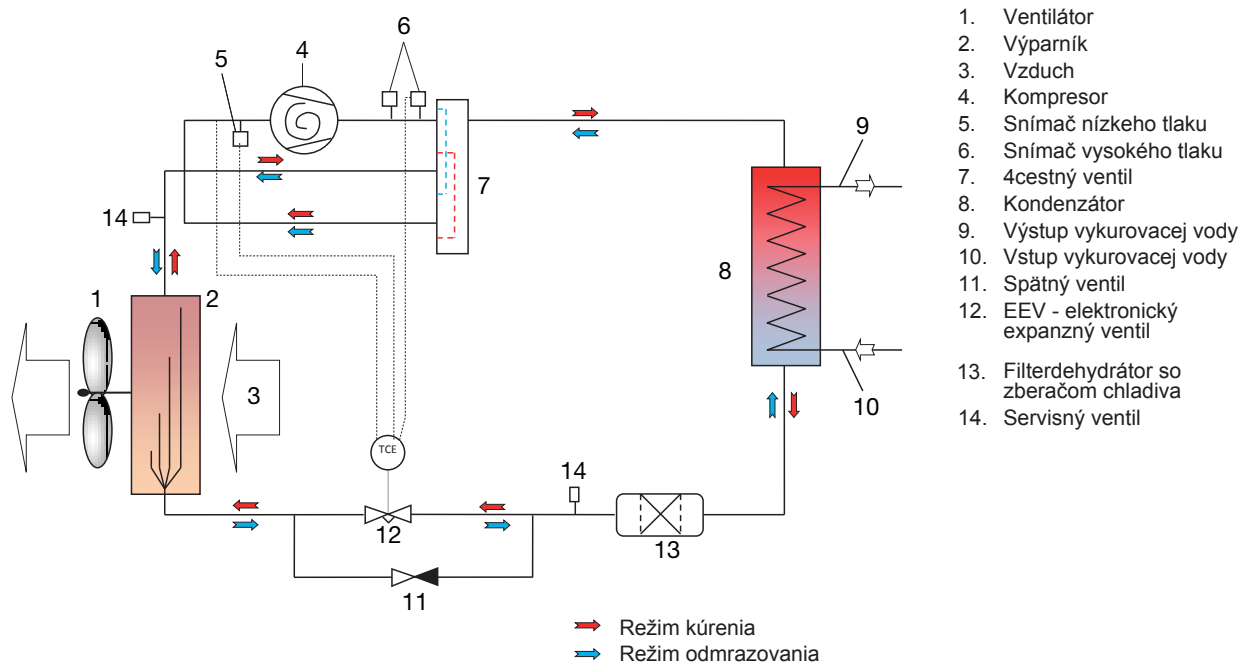 6
5
4
7
14
9
8
10
1
2
3
TCE
12
14
13
11
Režim kúrenia
Režim odmrazovania
1. Ventilátor
2. Výparník
3. Vzduch
4. Kompresor
5. Snímač nízkeho tlaku
6. Snímač vysokého tlaku
7. 4cestný ventil
8. Kondenzátor
9. Výstup vykurovacej vody
10. Vstup vykurovacej vody
11. Spätný ventil
12. EEV - elektronický
expanzný ventil
13. Filterdehydrátor so
zberačom chladiva
14. Servisný ventil